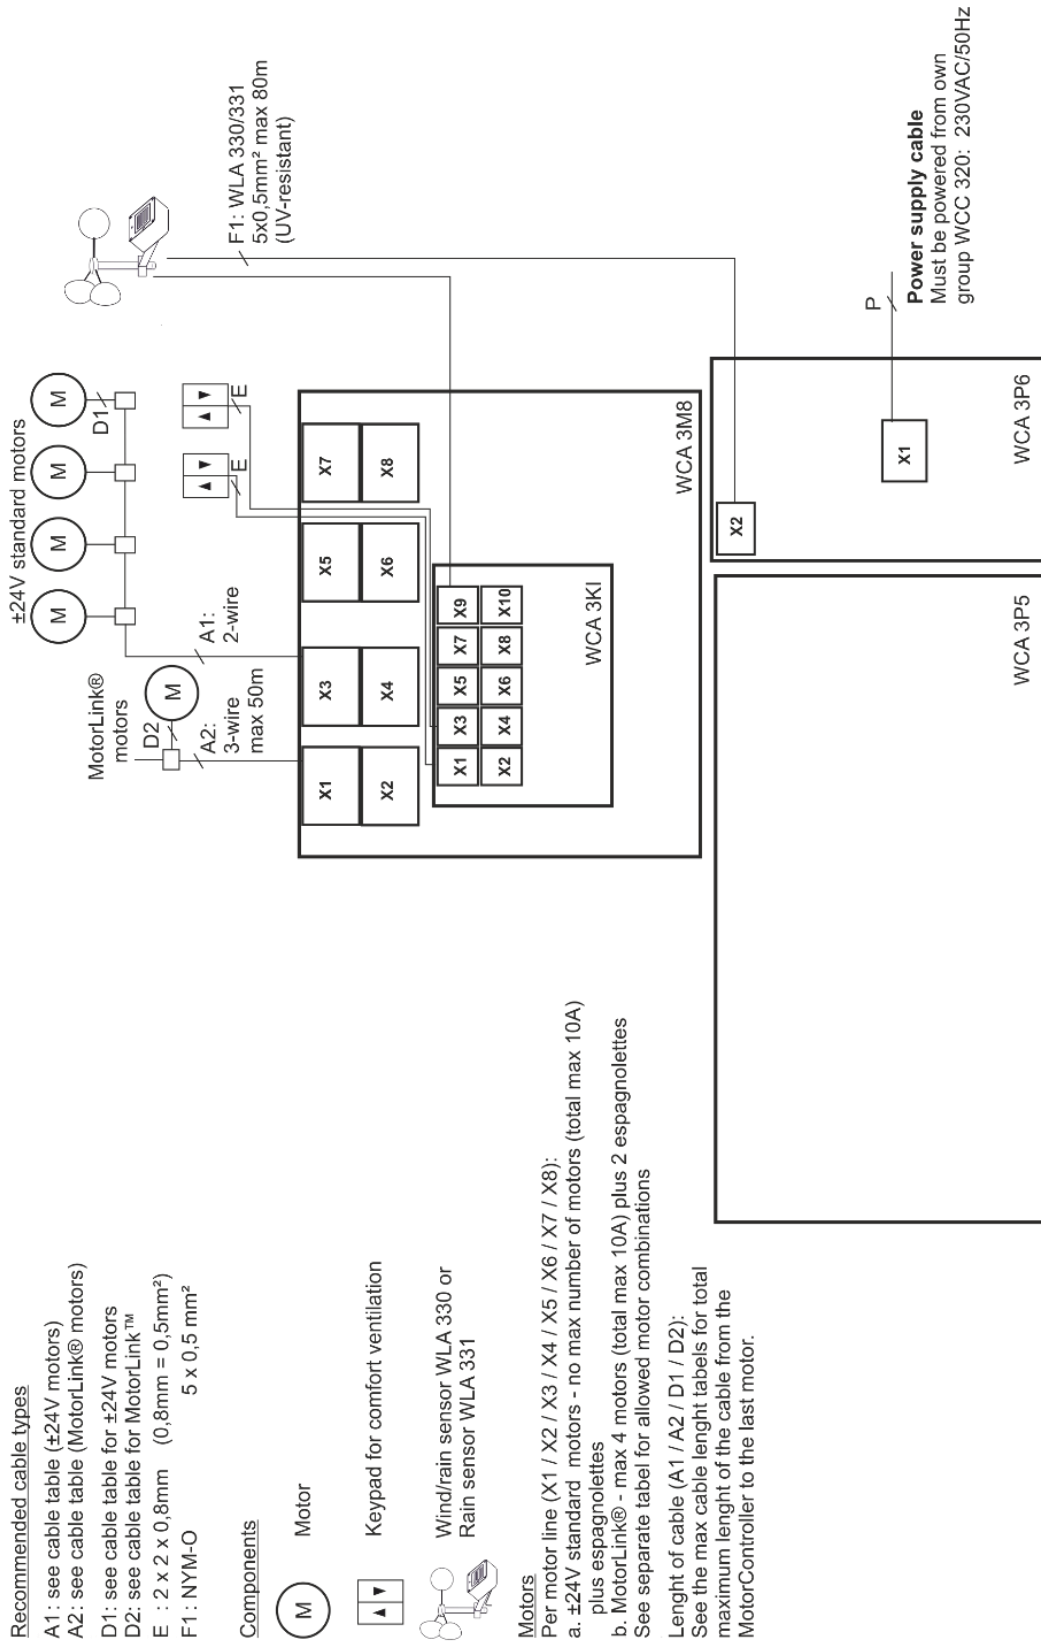 Recommended cable types
A1: see cable table (±24V motors)
A2: see cable table (MotorLink® motors)
D1: see cable table for ±24V motors
D2: see cable table for MotorLink™
E : 2 x 2 x 0,8mm (0,8mm = 0,5mm²)
F1: NYM-O 5 x 0,5 mm²
Components
M
Motor
Keypad for comfort ventilation
Wind/rain sensor WLA 330 or
Rain sensor WLA 331
Motors
Per motor line (X1 / X2 / X3 / X4 / X5 / X6 / X7 / X8):
a. ±24V standard motors - no max number of motors (total max 10A)
plus espagnolettes
b. MotorLink® - max 4 motors (total max 10A) plus 2 espagnolettes
See separate tabel for allowed motor combinations
Lenght of cable (A1 / A2 / D1 / D2):
See the max cable lenght tabels for total
maximum lenght of the cable from the
MotorController to the last motor.
±24V standard motors
M
M
M
M
D1
MotorLink®
motors
D2
M
A2:
3-wire
max 50m
A1:
2-wire
E
E
F1: WLA 330/331
5x0,5mm² max 80m
(UV-resistant)
X1
X3
X5
X7
X2
X4
X6
X8
X1
X3
X5
X7
X9
X2
X4
X6
X8
X10
WCA 3KI
WCA 3M8
X2
X1
P
Power supply cable
Must be powered from own
group WCC 320: 230VAC/50Hz
WCA 3P5
WCA 3P6